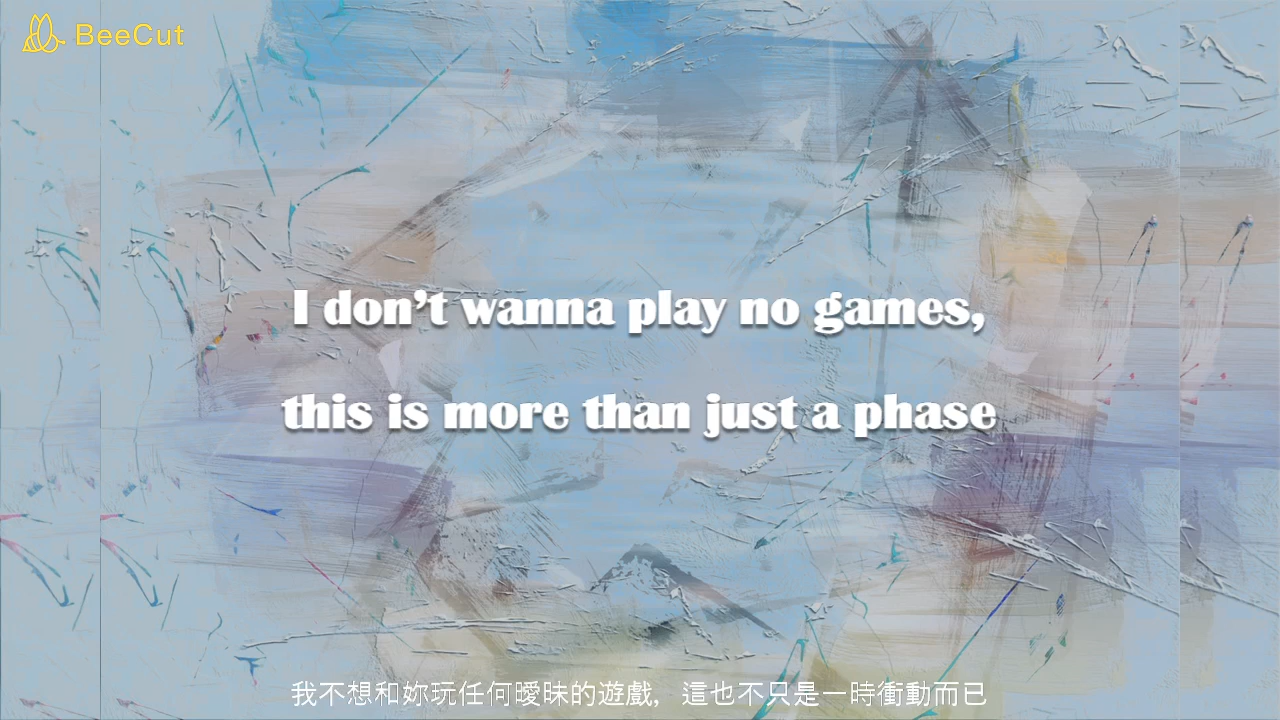 BeeCut
I don’t wanna play no games,
this is more than just a phase
我不想和妳玩任何曖昧的遊戲，這也不只是一時衝動而已